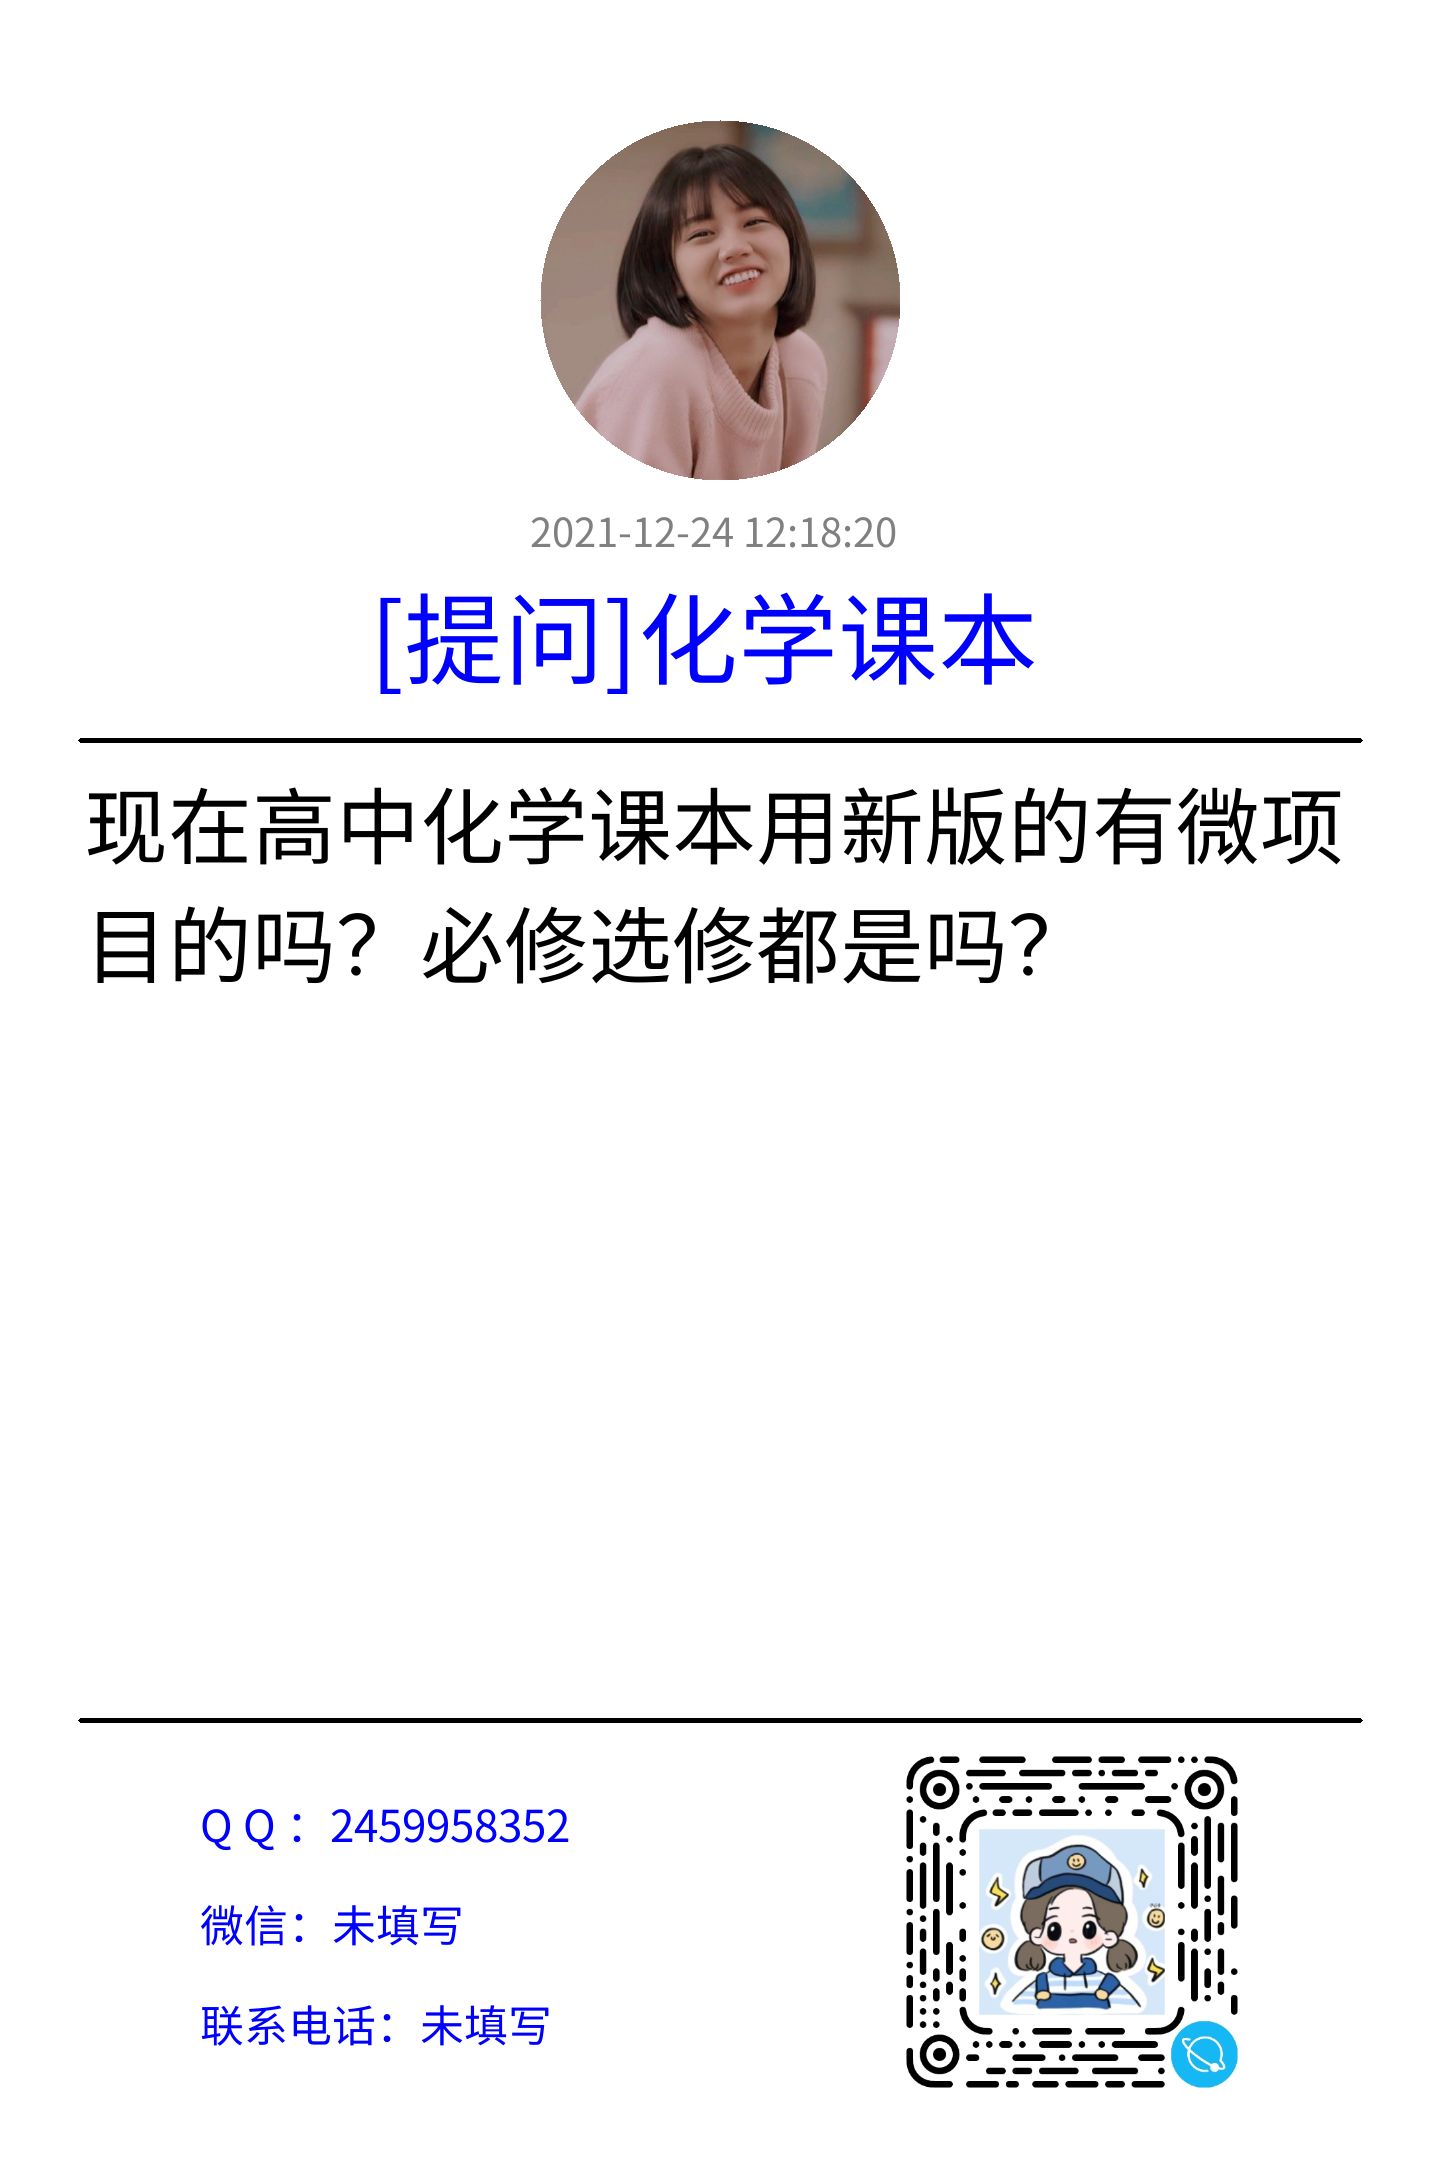 2021-12-24 12:18:20
[提问]化学课本
现在高中化学课本用新版的有微项
目的吗？必修选修都是吗？
Q Q ：2459958352
微信：未填写
联系电话：未填写